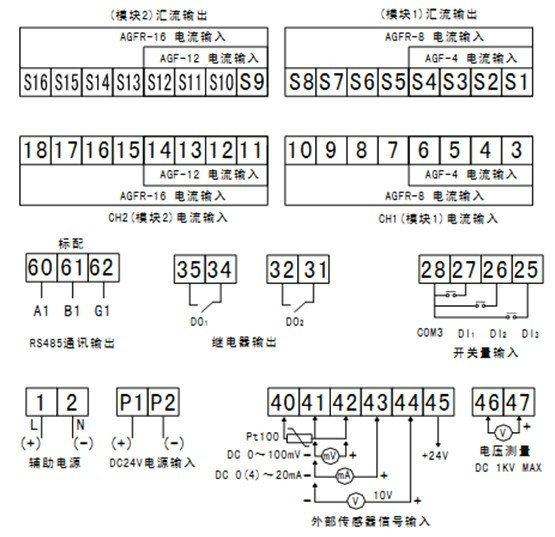 (模块2)汇流输出
(模块1)汇流输出
AGFR-16 电流输入
AGFR-8 电流输入
AGF-12 电流输入
AGF-4 电流输入
S16 S15 S14 S13 S12 S11 S10 S9
S8 S7 S6 S5 S4 S3 S2 S1
18 17 16 15 14 13 12 11
10 9 8 7 6 5 4 3
AGF-12 电流输入
AGF-4 电流输入
AGFR-16 电流输入
AGFR-8 电流输入
CH2(模块2)电流输入
CH1(模块1)电流输入
标配
60 61 62
A1 B1 G1
RS485通讯输出
35 34
32 31
DO1
DO2
继电器输出
28 27 26 25
COM3 DI1 DI2 DI3
开关量输入
1 2
L N
(+) (-)
辅助电源
P1 P2
(+) (-)
DC24V电源输入
40 41 42 43 44 45
Pt100
DC 0～100mV - mV +
DC 0(4)～20mA - mA +
- V 10V +
+24V
外部传感器信号输入
46 47
- V +
电压测量
DC 1KV MAX